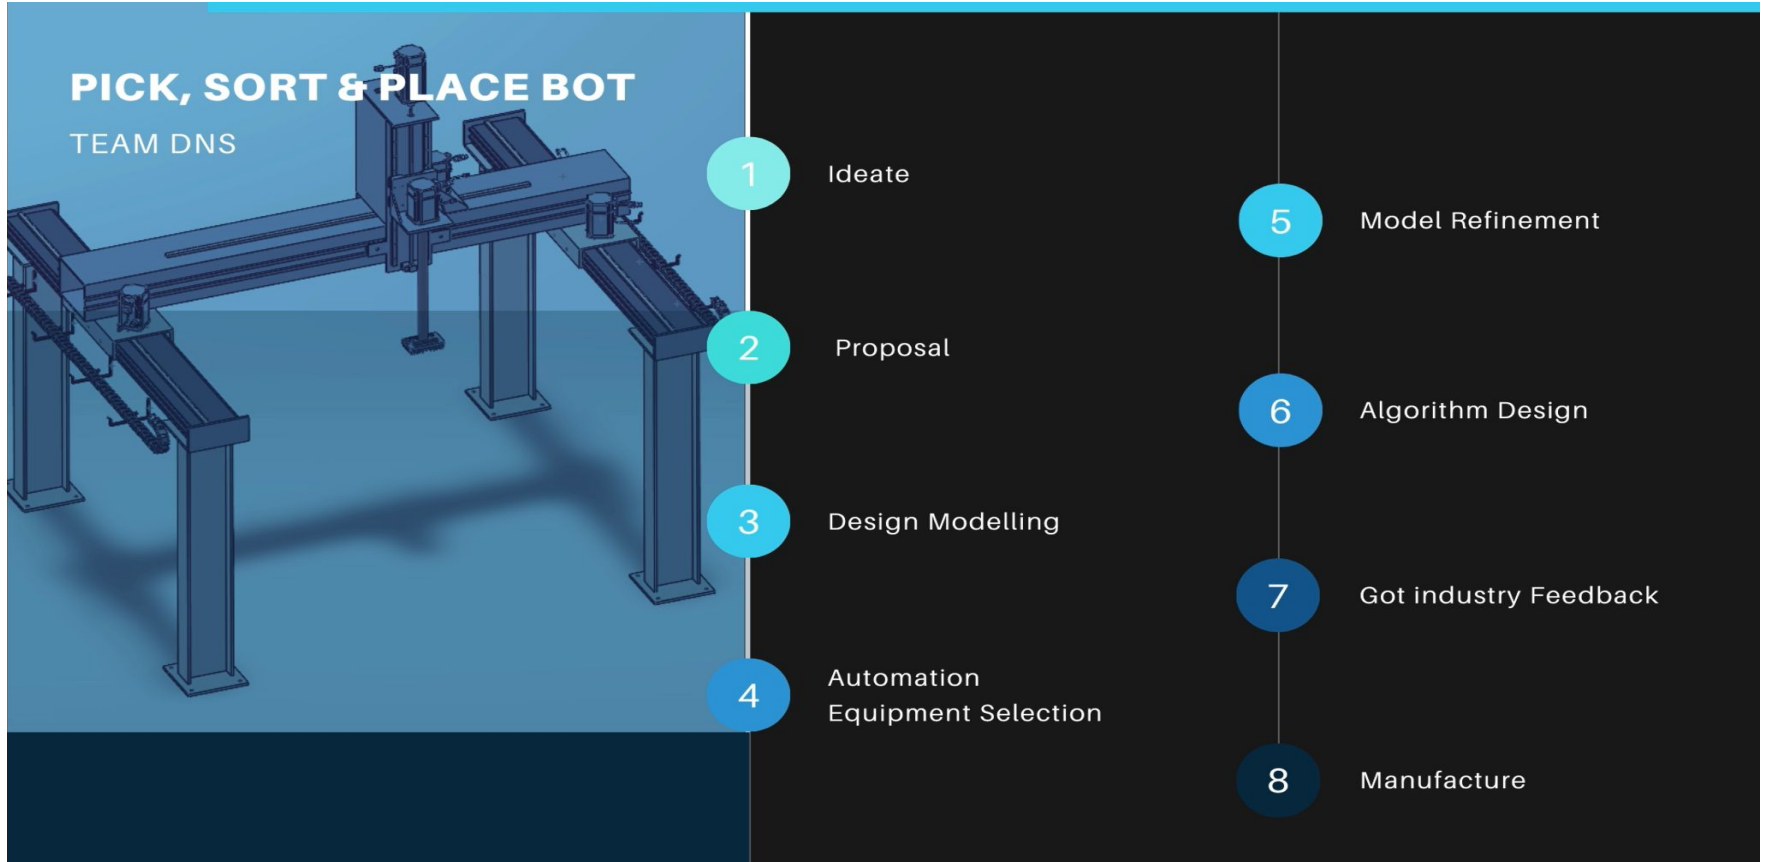 PICK, SORT & PLACE BOT
TEAM DNS
1
Ideate
2
Proposal
3
Design Modelling
4
Automation
Equipment Selection
5
Model Refinement
6
Algorithm Design
7
Got industry Feedback
8
Manufacture